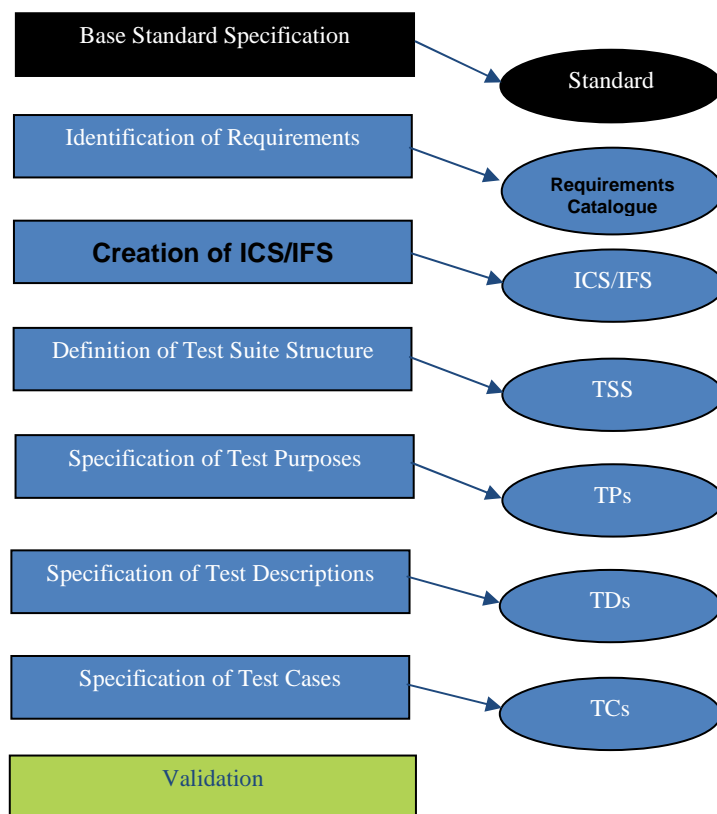 Base Standard Specification
Standard
Identification of Requirements
Requirements
Catalogue
Creation of ICS/IFS
ICS/IFS
Definition of Test Suite Structure
TSS
Specification of Test Purposes
TPs
Specification of Test Descriptions
TDs
Specification of Test Cases
TCs
Validation